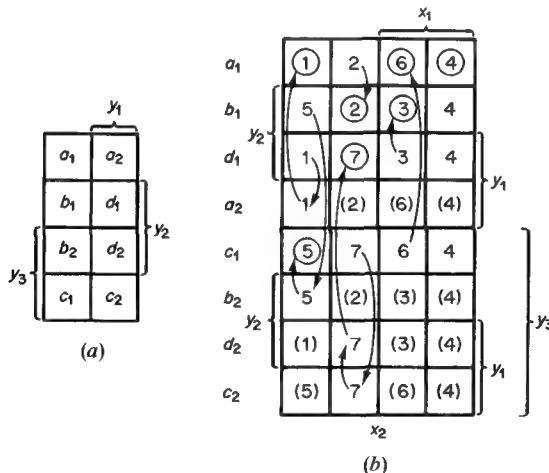 x₁
a₁ ① 2 ⑥ ④
y₂ b₁ 5 ② ③ 4
d₁ 1 ⑦ 3 4 y₁
a₂ 1 (2) (6) (4)
c₁ ⑤ 7 6 4
y₂ b₂ 5 (2) (3) (4) y₃
d₂ (1) 7 (3) (4) y₁
c₂ (5) 7 (6) (4)
x₂
(b)
y₁
a₁ a₂
b₁ d₁ y₂
y₃ b₂ d₂
c₁ c₂
(a)